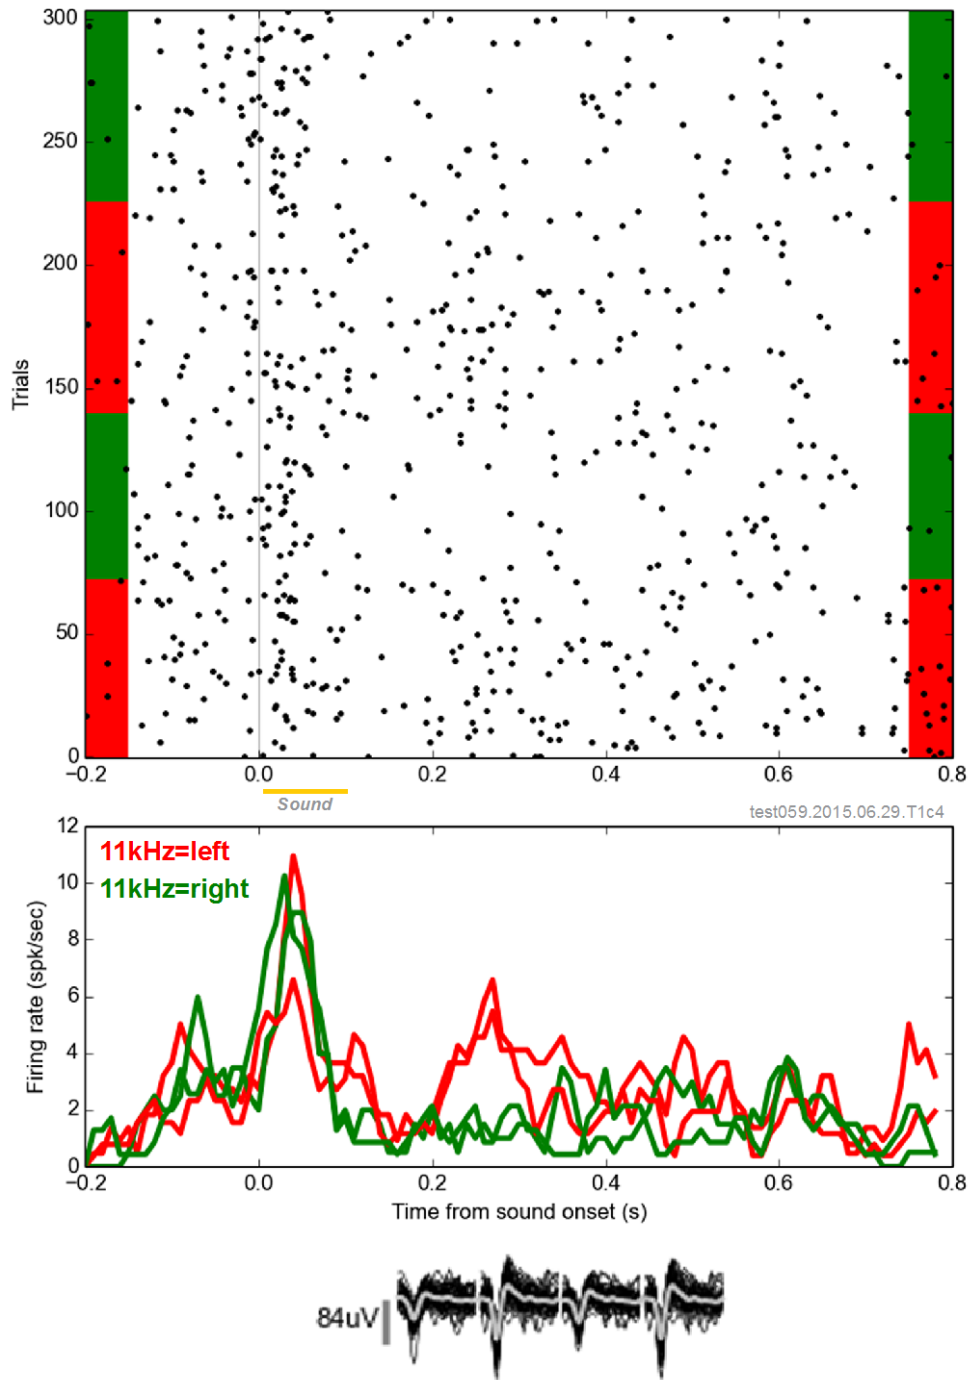 300
250
200
150
100
50
0
Trials
−0.2 0.0 0.2 0.4 0.6 0.8
Sound
test059.2015.06.29.T1c4
12
10
8
6
4
2
0
Firing rate (spk/sec)
11kHz=left
11kHz=right
−0.2 0.0 0.2 0.4 0.6 0.8
Time from sound onset (s)
84uV